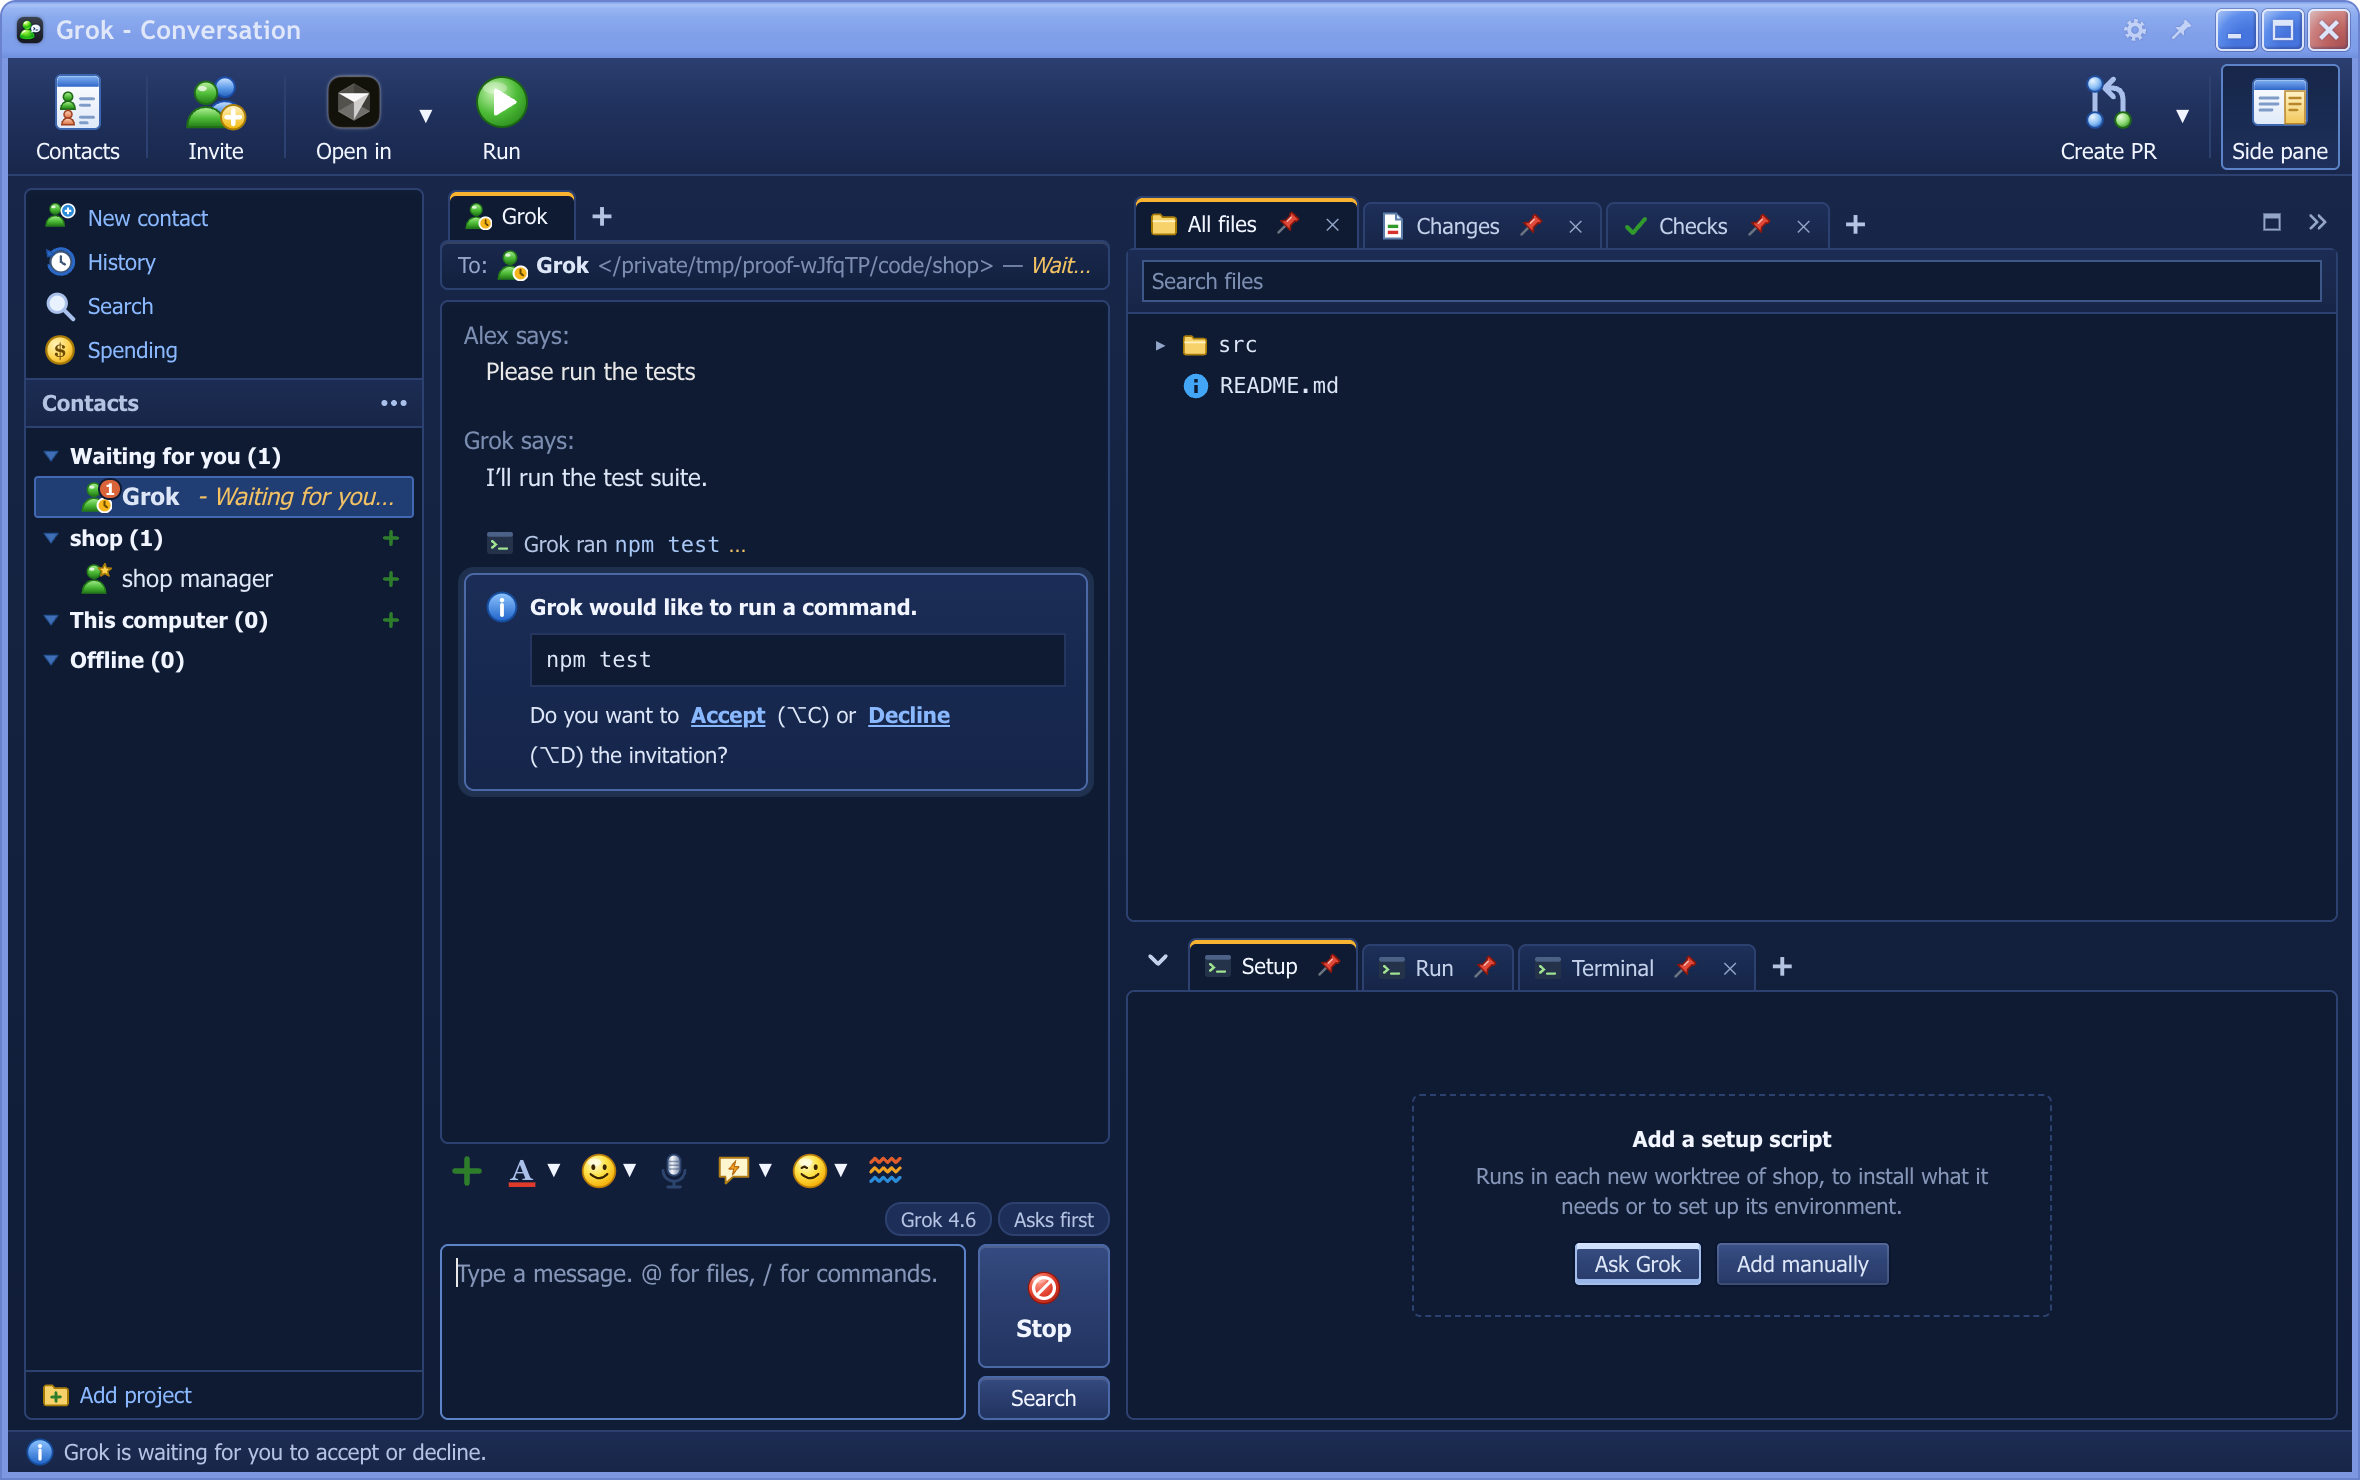 Grok - Conversation
Contacts
Invite
Open in
Run
Create PR
Side pane
New contact
History
Search
Spending
Contacts
Waiting for you (1)
1
Grok - Waiting for you...
shop (1)
shop manager
This computer (0)
Offline (0)
Add project
Grok
To: Grok </private/tmp/proof-wJfqTP/code/shop> — Wait...
Alex says:
Please run the tests
Grok says:
I’ll run the test suite.
Grok ran npm test ...
Grok would like to run a command.
npm test
Do you want to Accept (⌥C) or Decline
(⌥D) the invitation?
A
Grok 4.6
Asks first
Type a message. @ for files, / for commands.
Stop
Search
All files
Changes
Checks
Search files
src
README.md
Setup
Run
Terminal
Add a setup script
Runs in each new worktree of shop, to install what it
needs or to set up its environment.
Ask Grok
Add manually
Grok is waiting for you to accept or decline.